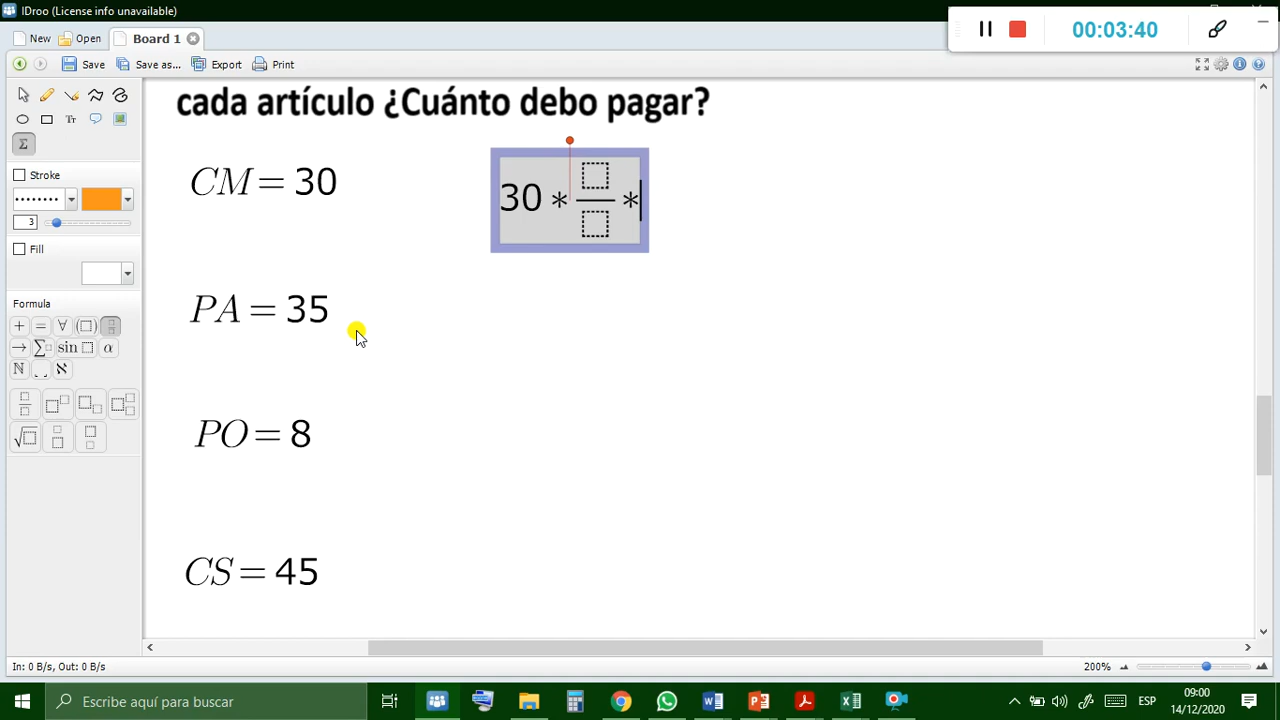 IDroo (License info unavailable)
New Open Board 1
00:03:40
Save Save as... Export Print
Tr
Σ
Stroke
3
Fill
Formula
+ = ∀ (□)
→ ∑ sin □ α
ℕ ℵ
cada artículo ¿Cuánto debo pagar?
CM = 30
30 * □/□ *
PA = 35
PO = 8
CS = 45
In: 0 B/s, Out: 0 B/s
200%
Escribe aquí para buscar
ESP
09:00
14/12/2020